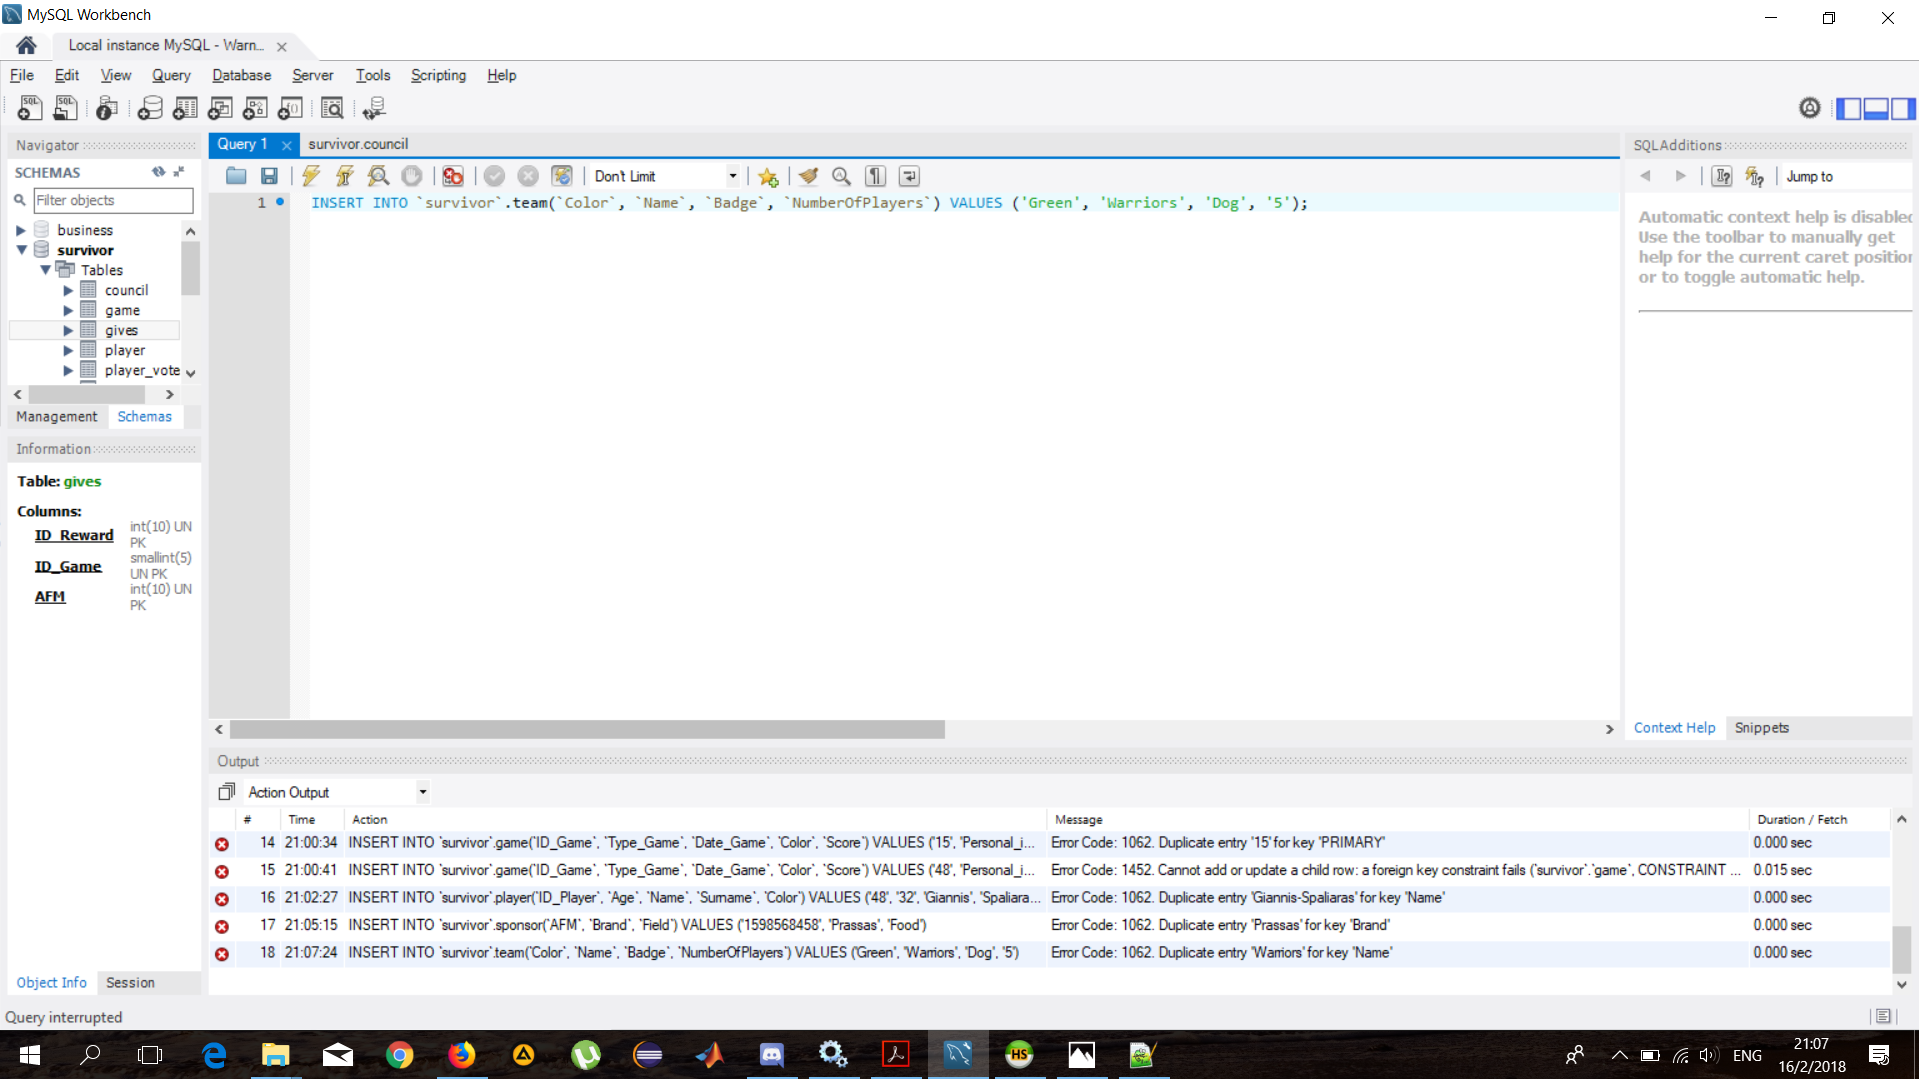 MySQL Workbench
Local instance MySQL - Warn...
File Edit View Query Database Server Tools Scripting Help
Navigator
SCHEMAS
Filter objects
business
survivor
Tables
council
game
gives
player
player_vote
Management Schemas
Information
Table: gives
Columns:
ID_Reward int(10) UN PK
ID_Game smallint(5) UN PK
AFM int(10) UN PK
Object Info Session
Query 1 survivor.council
Don't Limit
1 INSERT INTO `survivor`.team(`Color`, `Name`, `Badge`, `NumberOfPlayers`) VALUES ('Green', 'Warriors', 'Dog', '5');
SQLAdditions
Jump to
Automatic context help is disabled
Use the toolbar to manually get
help for the current caret position
or to toggle automatic help.
Context Help Snippets
Output
Action Output
# Time Action Message Duration / Fetch
14 21:00:34 INSERT INTO `survivor`.game(`ID_Game`, `Type_Game`, `Date_Game`, `Color`, `Score`) VALUES ('15', 'Personal_i... Error Code: 1062. Duplicate entry '15' for key 'PRIMARY' 0.000 sec
15 21:00:41 INSERT INTO `survivor`.game(`ID_Game`, `Type_Game`, `Date_Game`, `Color`, `Score`) VALUES ('48', 'Personal_i... Error Code: 1452. Cannot add or update a child row: a foreign key constraint fails (`survivor`.`game`, CONSTRAINT ... 0.015 sec
16 21:02:27 INSERT INTO `survivor`.player(`ID_Player`, `Age`, `Name`, `Surname`, `Color`) VALUES ('48', '32', 'Giannis', 'Spaliara... Error Code: 1062. Duplicate entry 'Giannis-Spaliaras' for key 'Name' 0.000 sec
17 21:05:15 INSERT INTO `survivor`.sponsor(`AFM`, `Brand`, `Field`) VALUES ('1598568458', 'Prassas', 'Food') Error Code: 1062. Duplicate entry 'Prassas' for key 'Brand' 0.000 sec
18 21:07:24 INSERT INTO `survivor`.team(`Color`, `Name`, `Badge`, `NumberOfPlayers`) VALUES ('Green', 'Warriors', 'Dog', '5') Error Code: 1062. Duplicate entry 'Warriors' for key 'Name' 0.000 sec
Query interrupted
HS
ENG
21:07
16/2/2018